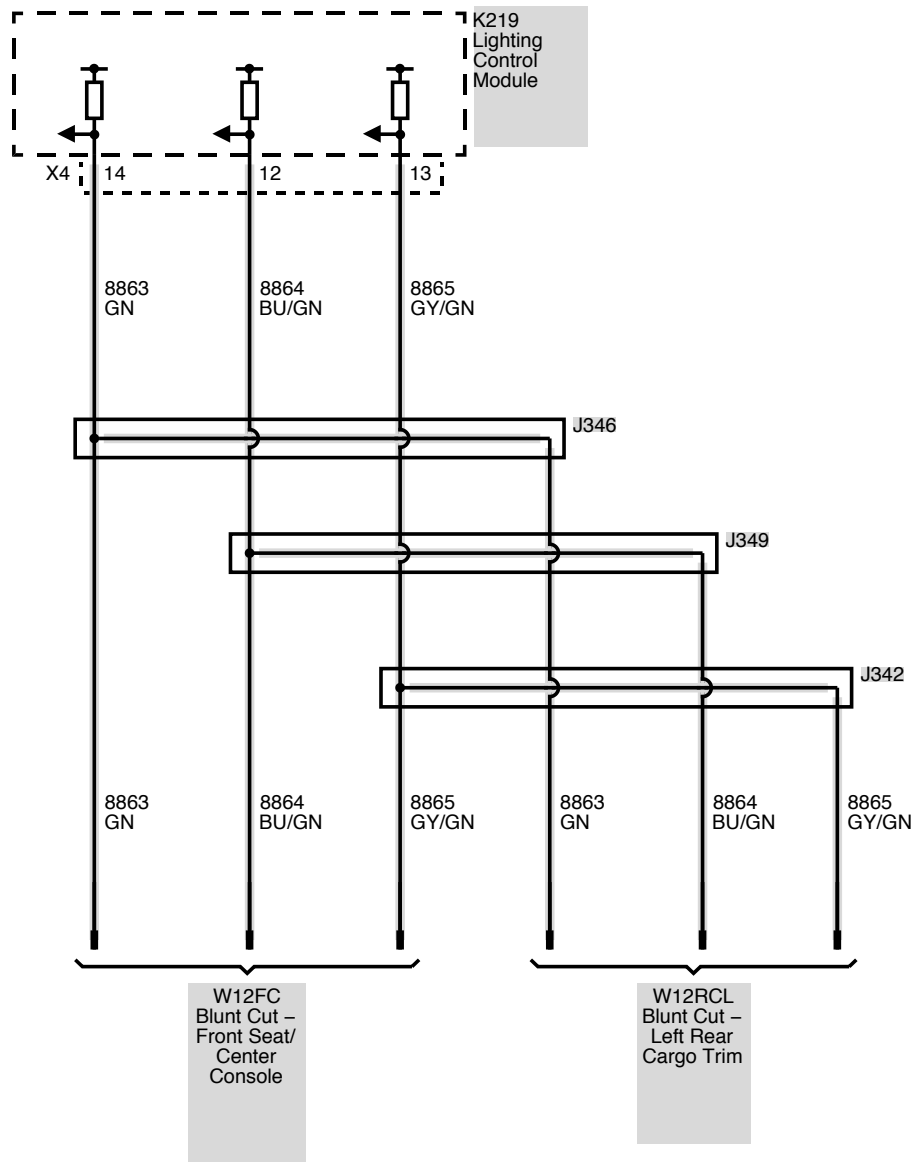 K219
Lighting
Control
Module
X4 14 12 13
8863
GN
8864
BU/GN
8865
GY/GN
J346
J349
J342
8863
GN
8864
BU/GN
8865
GY/GN
8863
GN
8864
BU/GN
8865
GY/GN
W12FC
Blunt Cut –
Front Seat/
Center
Console
W12RCL
Blunt Cut –
Left Rear
Cargo Trim